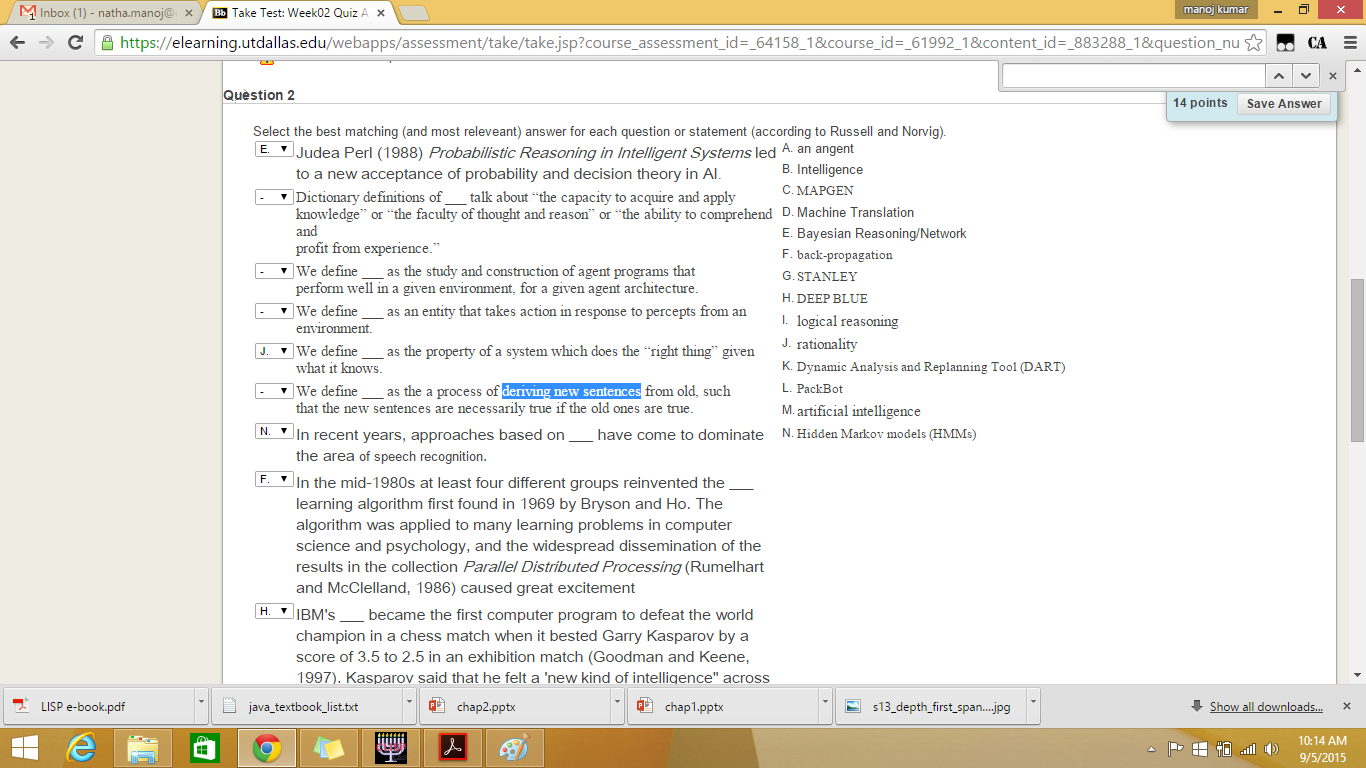 Inbox (1) - natha.manoj@
Take Test: Week02 Quiz A
manoj kumar
https://elearning.utdallas.edu/webapps/assessment/take/take.jsp?course_assessment_id=_64158_1&course_id=_61992_1&content_id=_883288_1&question_nu
CA
Question 2
14 points
Save Answer
Select the best matching (and most releveant) answer for each question or statement (according to Russell and Norvig).
E.
Judea Perl (1988) Probabilistic Reasoning in Intelligent Systems led
to a new acceptance of probability and decision theory in AI.
-
Dictionary definitions of ___ talk about “the capacity to acquire and apply
knowledge” or “the faculty of thought and reason” or “the ability to comprehend
and
profit from experience.”
-
We define ___ as the study and construction of agent programs that
perform well in a given environment, for a given agent architecture.
-
We define ___ as an entity that takes action in response to percepts from an
environment.
J.
We define ___ as the property of a system which does the “right thing” given
what it knows.
-
We define ___ as the a process of deriving new sentences from old, such
that the new sentences are necessarily true if the old ones are true.
N.
In recent years, approaches based on ___ have come to dominate
the area of speech recognition.
F.
In the mid-1980s at least four different groups reinvented the ___
learning algorithm first found in 1969 by Bryson and Ho. The
algorithm was applied to many learning problems in computer
science and psychology, and the widespread dissemination of the
results in the collection Parallel Distributed Processing (Rumelhart
and McClelland, 1986) caused great excitement
H.
IBM's ___ became the first computer program to defeat the world
champion in a chess match when it bested Garry Kasparov by a
score of 3.5 to 2.5 in an exhibition match (Goodman and Keene,
1997). Kasparov said that he felt a 'new kind of intelligence" across
A. an angent
B. Intelligence
C. MAPGEN
D. Machine Translation
E. Bayesian Reasoning/Network
F. back-propagation
G. STANLEY
H. DEEP BLUE
I. logical reasoning
J. rationality
K. Dynamic Analysis and Replanning Tool (DART)
L. PackBot
M. artificial intelligence
N. Hidden Markov models (HMMs)
LISP e-book.pdf
java_textbook_list.txt
chap2.pptx
chap1.pptx
s13_depth_first_span....jpg
Show all downloads...
10:14 AM
9/5/2015